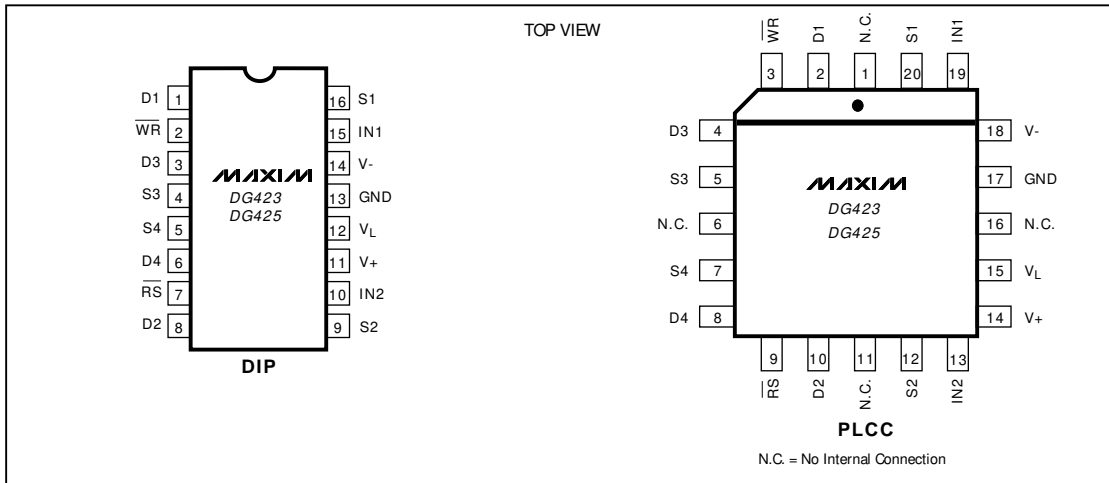 TOP VIEW
D1 1 16 S1
WR 2 15 IN1
D3 3 14 V-
S3 4 13 GND
S4 5 12 VL
D4 6 11 V+
RS 7 10 IN2
D2 8 9 S2
MAXIM
DG423
DG425
DIP
WR D1 N.C. S1 IN1
3 2 1 20 19
D3 4 18 V-
S3 5 17 GND
N.C. 6 16 N.C.
S4 7 15 VL
D4 8 14 V+
MAXIM
DG423
DG425
9 10 11 12 13
RS D2 N.C. S2 IN2
PLCC
N.C. = No Internal Connection